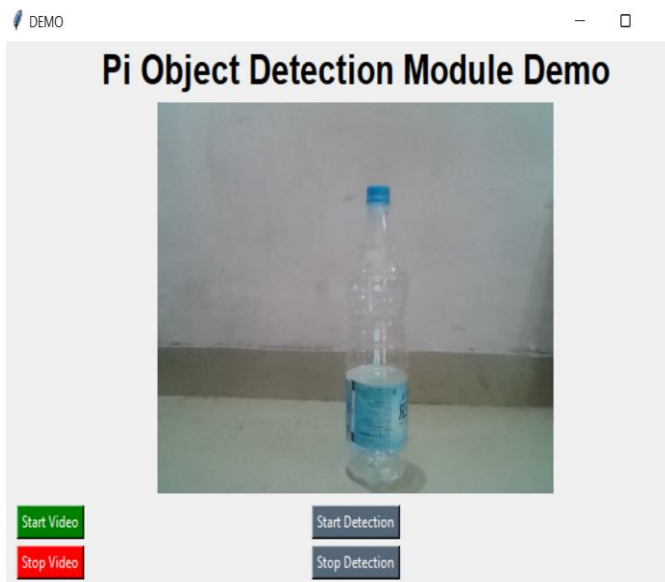 DEMO
Pi Object Detection Module Demo
Start Video
Start Detection
Stop Video
Stop Detection